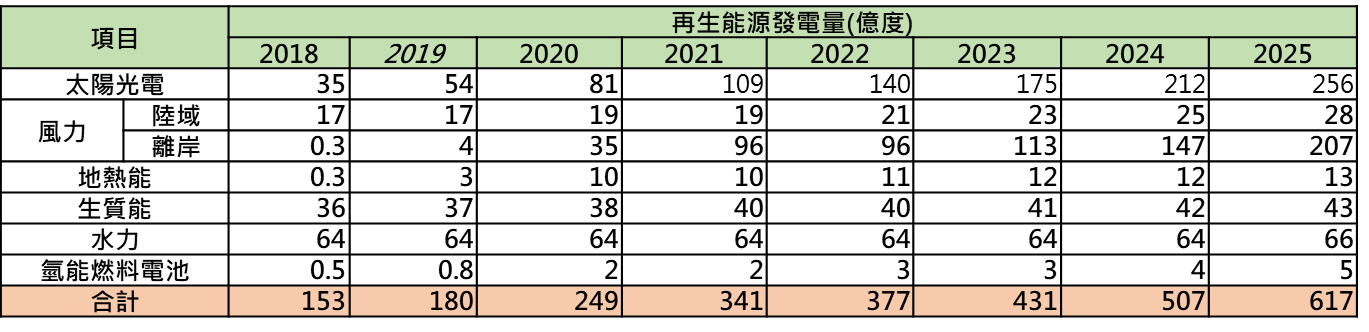 項目 再生能源發電量(億度)
2018 2019 2020 2021 2022 2023 2024 2025
太陽光電 35 54 81 109 140 175 212 256
風力 陸域 17 17 19 19 21 23 25 28
離岸 0.3 4 35 96 96 113 147 207
地熱能 0.3 3 10 10 11 12 12 13
生質能 36 37 38 40 40 41 42 43
水力 64 64 64 64 64 64 64 66
氫能燃料電池 0.5 0.8 2 2 3 3 4 5
合計 153 180 249 341 377 431 507 617